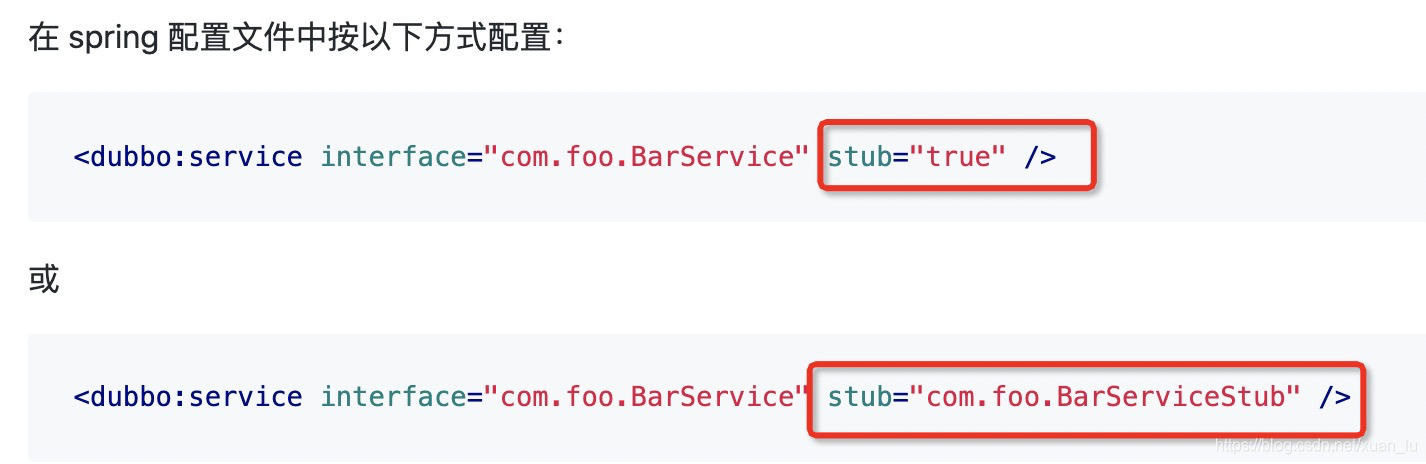 在 spring 配置文件中按以下方式配置：
<dubbo:service interface="com.foo.BarService" stub="true" />
或
<dubbo:service interface="com.foo.BarService" stub="com.foo.BarServiceStub" />
https://blog.csdn.net/xuan_lu